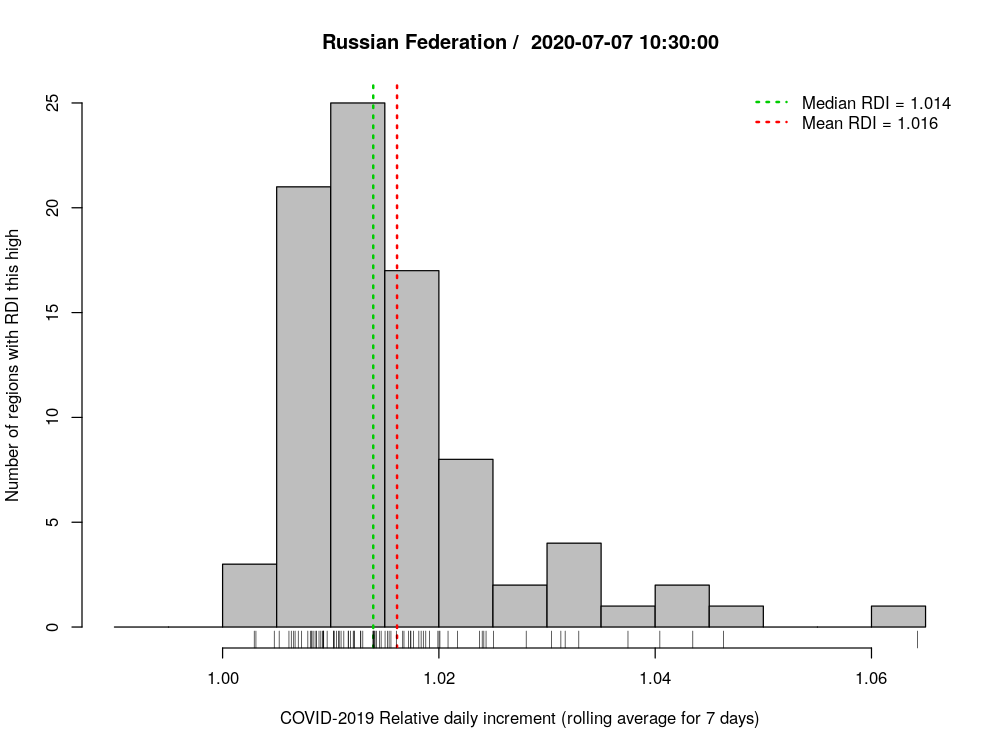 Russian Federation /  2020-07-07 10:30:00
Median RDI = 1.014
Mean RDI = 1.016
Number of regions with RDI this high
25
20
15
10
5
0
1.00 1.02 1.04 1.06
COVID-2019 Relative daily increment (rolling average for 7 days)